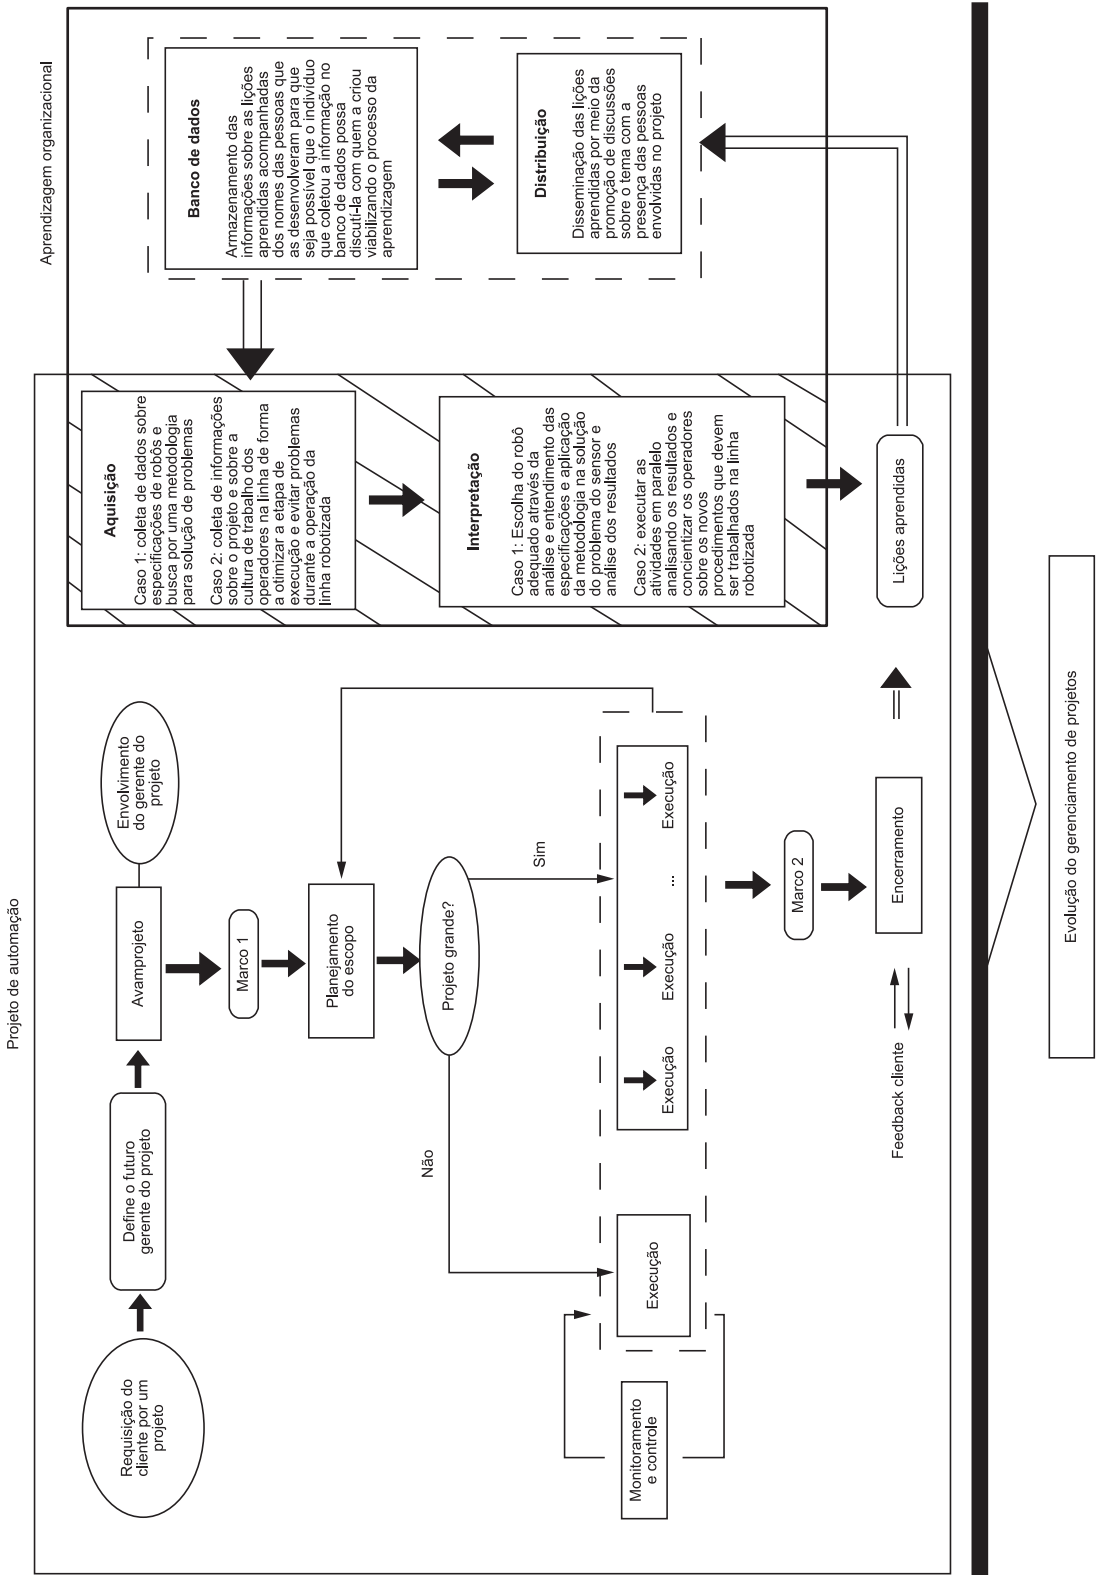 Projeto de automação
Aprendizagem organizacional
Requisição do
cliente por um
projeto
Define o futuro
gerente do projeto
Avamprojeto
Envolvimento
do gerente do
projeto
Marco 1
Planejamento
do escopo
Projeto grande?
Não
Sim
Monitoramento
e controle
Execução
Execução
Execução
...
Execução
Marco 2
Feedback cliente
Encerramento
Lições aprendidas
Aquisição
Caso 1: coleta de dados sobre
especificações de robôs e
busca por uma metodologia
para solução de problemas
Caso 2: coleta de informações
sobre o projeto e sobre a
cultura de trabalho dos
operadores na linha de forma
a optimizar a etapa de
execução e evitar problemas
durante a operação da
linha robotizada
Interpretação
Caso 1: Escolha do robô
adequado através da
análise e entendimento das
especificações e aplicação
da metodologia na solução
do problema do sensor e
análise dos resultados
Caso 2: executar as
atividades em paralelo
analisando os resultados e
concientizar os operadores
sobre os novos
procedimentos que devem
ser trabalhados na linha
robotizada
Banco de dados
Armazenamento das
informações sobre as lições
aprendidas acompanhadas
dos nomes das pessoas que
as desenvolveram para que
seja possível que o indivíduo
que coletou a informação no
banco de dados possa
discutí-la com quem a criou
viabilizando o processo da
aprendizagem
Distribuição
Disseminação das lições
aprendidas por meio da
promoção de discussões
sobre o tema com a
presença das pessoas
envolvidas no projeto
Evolução do gerenciamento de projetos